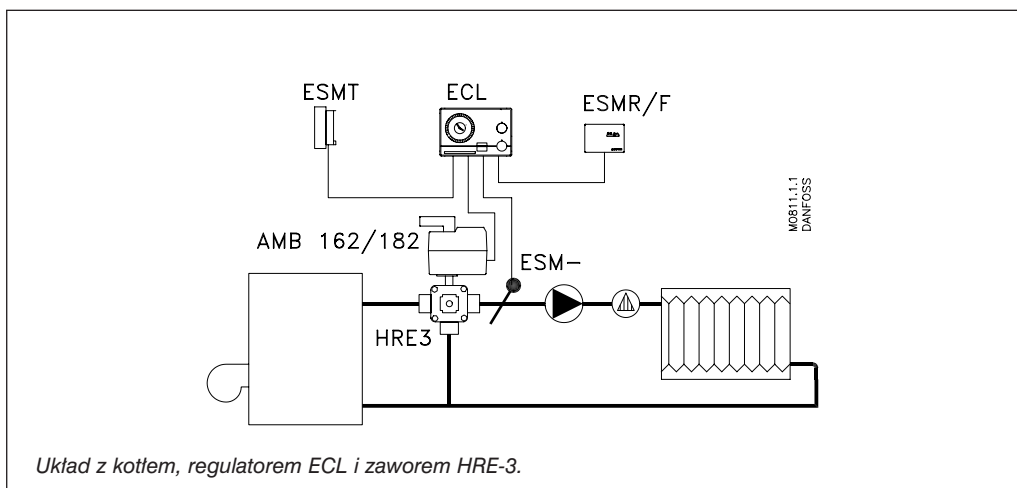 ESMT
ECL
ESMR/F
M0811.1.1
DANFOSS
AMB 162/182
ESM-
HRE3
Układ z kotłem, regulatorem ECL i zaworem HRE-3.